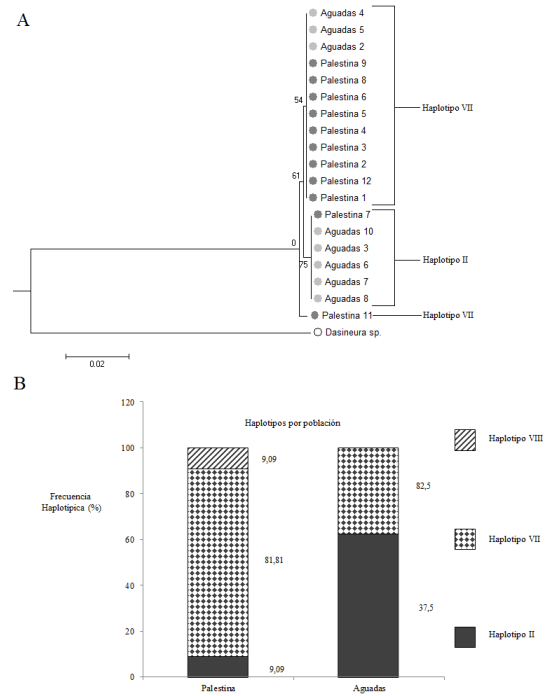 A
Aguadas 4
Aguadas 5
Aguadas 2
Palestina 9
Palestina 8
54
Palestina 6
Haplotipo VII
Palestina 5
Palestina 4
Palestina 3
Palestina 2
61
Palestina 12
Palestina 1
Palestina 7
Aguadas 10
0
Aguadas 3
Haplotipo II
75
Aguadas 6
Aguadas 7
Aguadas 8
Palestina 11
Haplotipo VII
Dasineura sp.
0.02
B
120
Haplotipos por población
Haplotipo VIII
100
9,09
82,5
Frecuencia
Haplotípica (%)
80
Haplotipo VII
60
81,81
40
37,5
Haplotipo II
20
9,09
0
Palestina
Aguadas